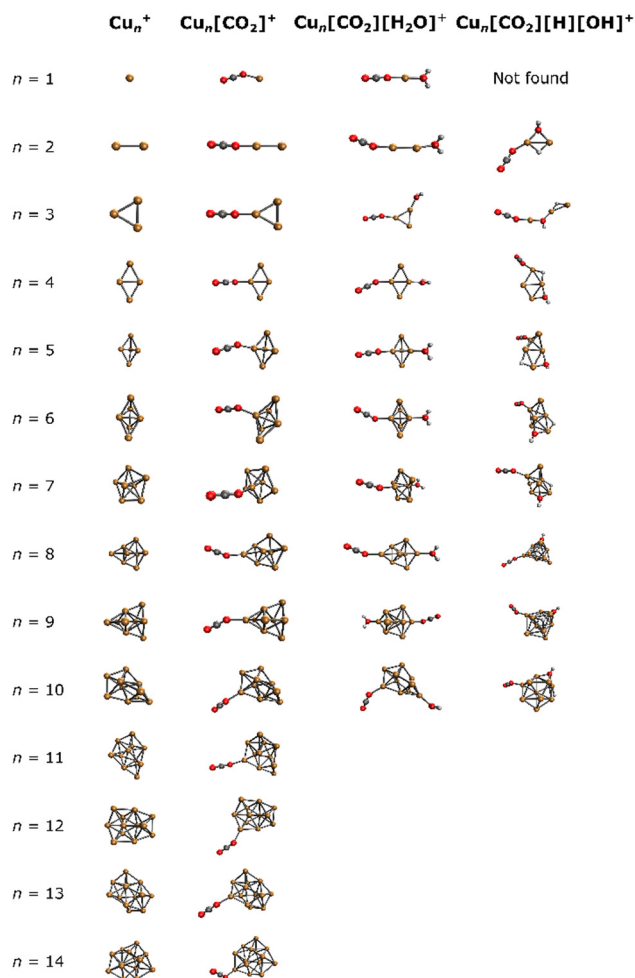 Cuₙ⁺ Cuₙ[CO₂]⁺ Cuₙ[CO₂][H₂O]⁺ Cuₙ[CO₂][H][OH]⁺
n = 1 Not found
n = 2
n = 3
n = 4
n = 5
n = 6
n = 7
n = 8
n = 9
n = 10
n = 11
n = 12
n = 13
n = 14